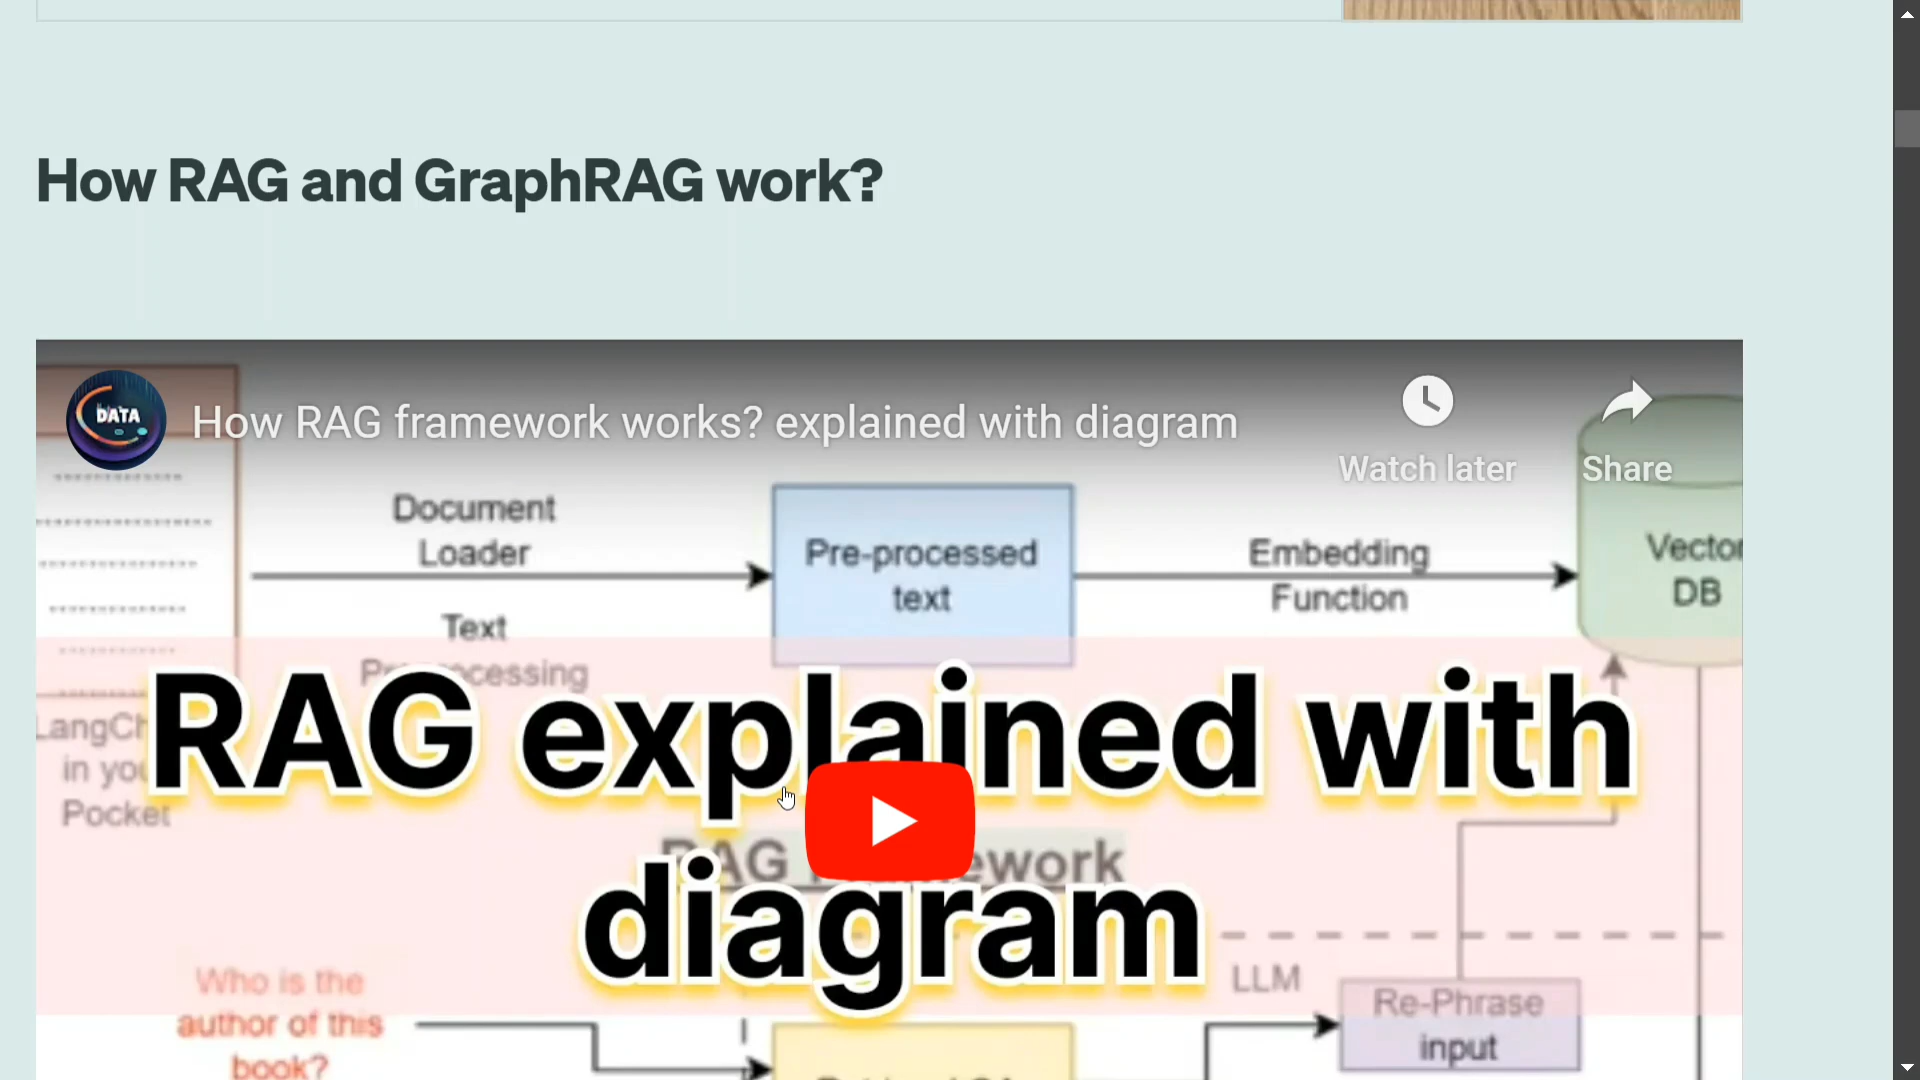 How RAG and GraphRAG work?
DATA
How RAG framework works? explained with diagram
Watch later
Share
Document
Loader
Pre-processed
text
Embedding
Function
Vector
DB
Text
RAG explained with
diagram
in
Pocket
RAG
LLM
Who is the
author of this
book?
Re-Phrase
input